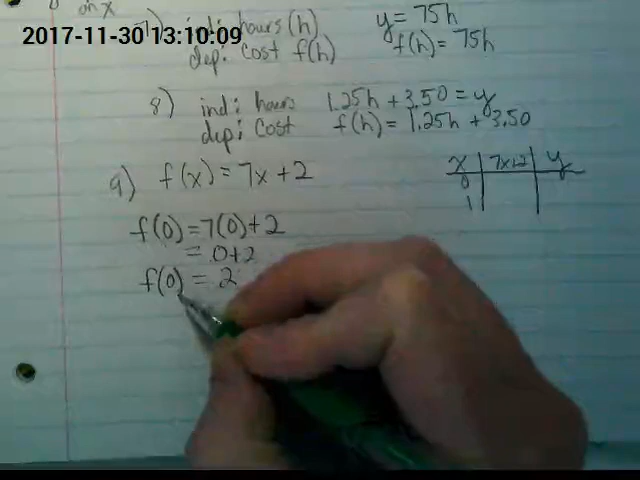 on x
2017-11-30 13:10:09
7) ind: hours (h) y = 75h
dep: cost f(h) f(h) = 75h
8) ind: hours 1.25h + 3.50 = y
dep: cost f(h) = 1.25h + 3.50
9) f(x) = 7x + 2
x 7x+2 y
0
1
f(0) = 7(0) + 2
= 0 + 2
f(0) = 2